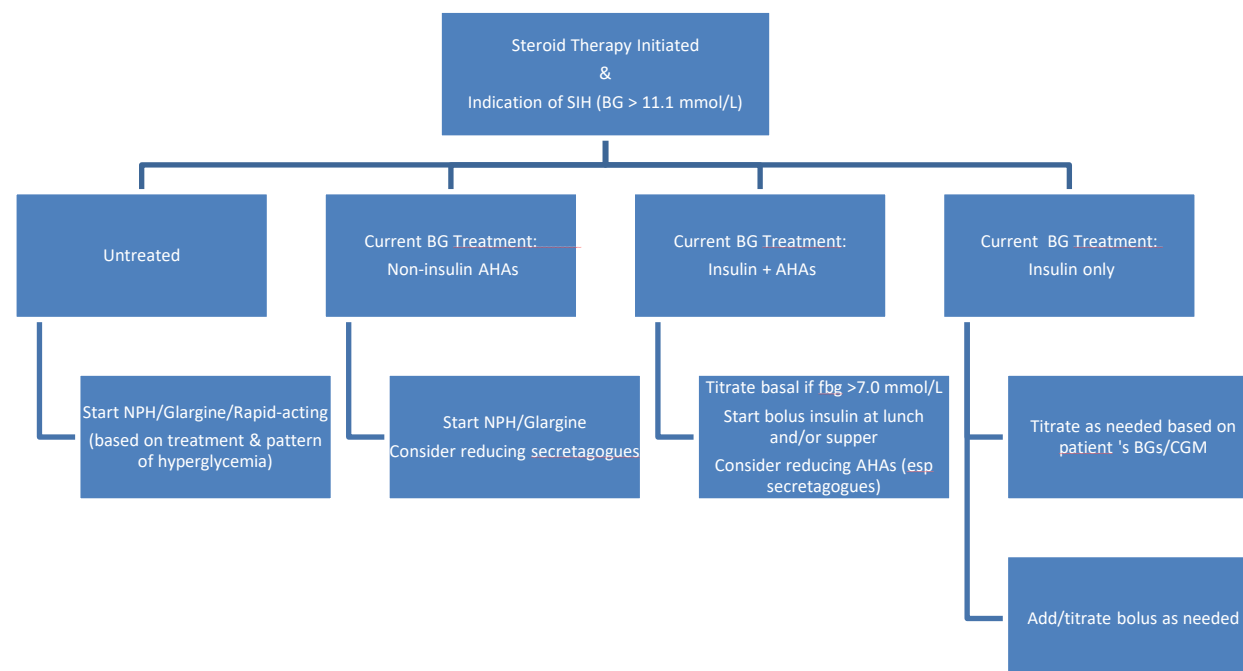 Steroid Therapy Initiated
&
Indication of SIH (BG > 11.1 mmol/L)
Untreated
Current BG Treatment:
Non-insulin AHAs
Current BG Treatment:
Insulin + AHAs
Current BG Treatment:
Insulin only
Start NPH/Glargine/Rapid-acting
(based on treatment & pattern
of hyperglycemia)
Start NPH/Glargine
Consider reducing secretagogues
Titrate basal if fbg >7.0 mmol/L
Start bolus insulin at lunch
and/or supper
Consider reducing AHAs (esp
secretagogues)
Titrate as needed based on
patient 's BGs/CGM
Add/titrate bolus as needed